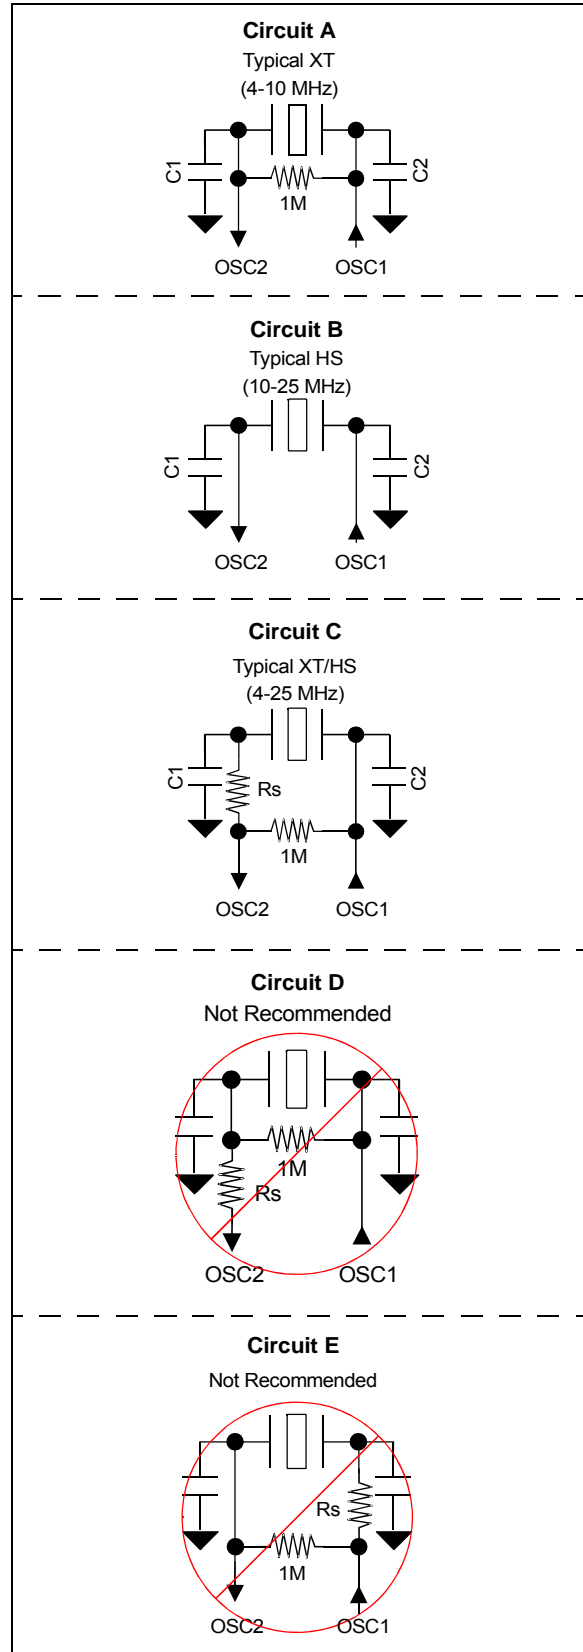 Circuit A
Typical XT
(4-10 MHz)
C1
C2
1M
OSC2 OSC1
Circuit B
Typical HS
(10-25 MHz)
C1
C2
OSC2 OSC1
Circuit C
Typical XT/HS
(4-25 MHz)
C1
Rs
C2
1M
OSC2 OSC1
Circuit D
Not Recommended
1M
Rs
OSC2 OSC1
Circuit E
Not Recommended
Rs
1M
OSC2 OSC1